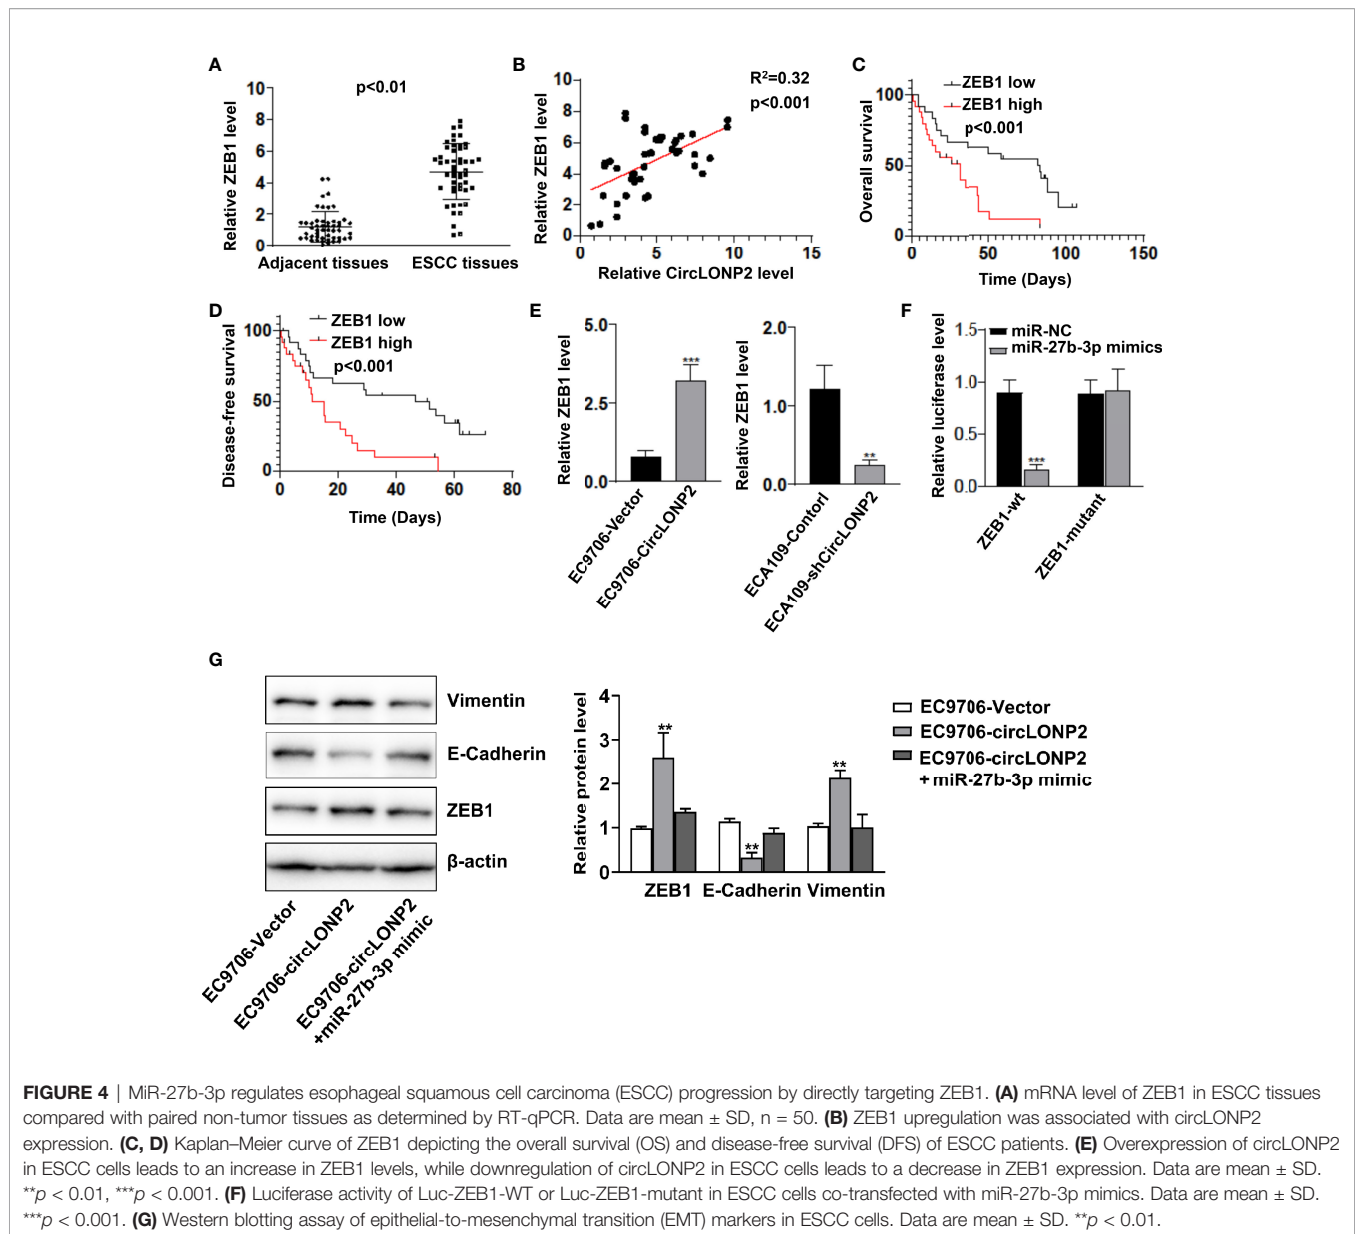 A
p<0.01
Relative ZEB1 level
10
8
6
4
2
0
Adjacent tissues
ESCC tissues
B
R²=0.32
p<0.001
Relative ZEB1 level
10
8
6
4
2
0
0
5
10
15
Relative CircLONP2 level
C
ZEB1 low
ZEB1 high
p<0.001
Overall survival
100
50
0
0
50
100
150
Time (Days)
D
ZEB1 low
ZEB1 high
p<0.001
Disease-free survival
100
50
0
0
20
40
60
80
Time (Days)
E
Relative ZEB1 level
5.0
2.5
0.0
***
EC9706-Vector
EC9706-CircLONP2
Relative ZEB1 level
2.0
1.0
0.0
**
ECA109-Contorl
ECA109-shCircLONP2
F
miR-NC
miR-27b-3p mimics
Relative luciferase level
1.5
1.0
0.5
0.0
***
ZEB1-wt
ZEB1-mutant
G
Vimentin
E-Cadherin
ZEB1
β-actin
EC9706-Vector
EC9706-circLONP2
EC9706-circLONP2
+miR-27b-3p mimic
Relative protein level
4
3
2
1
0
**
**
**
ZEB1
E-Cadherin
Vimentin
EC9706-Vector
EC9706-circLONP2
EC9706-circLONP2
+miR-27b-3p mimic
FIGURE 4 | MiR-27b-3p regulates esophageal squamous cell carcinoma (ESCC) progression by directly targeting ZEB1. (A) mRNA level of ZEB1 in ESCC tissues
compared with paired non-tumor tissues as determined by RT-qPCR. Data are mean ± SD, n = 50. (B) ZEB1 upregulation was associated with circLONP2
expression. (C, D) Kaplan–Meier curve of ZEB1 depicting the overall survival (OS) and disease-free survival (DFS) of ESCC patients. (E) Overexpression of circLONP2
in ESCC cells leads to an increase in ZEB1 levels, while downregulation of circLONP2 in ESCC cells leads to a decrease in ZEB1 expression. Data are mean ± SD.
**p < 0.01, ***p < 0.001. (F) Luciferase activity of Luc-ZEB1-WT or Luc-ZEB1-mutant in ESCC cells co-transfected with miR-27b-3p mimics. Data are mean ± SD.
***p < 0.001. (G) Western blotting assay of epithelial-to-mesenchymal transition (EMT) markers in ESCC cells. Data are mean ± SD. **p < 0.01.